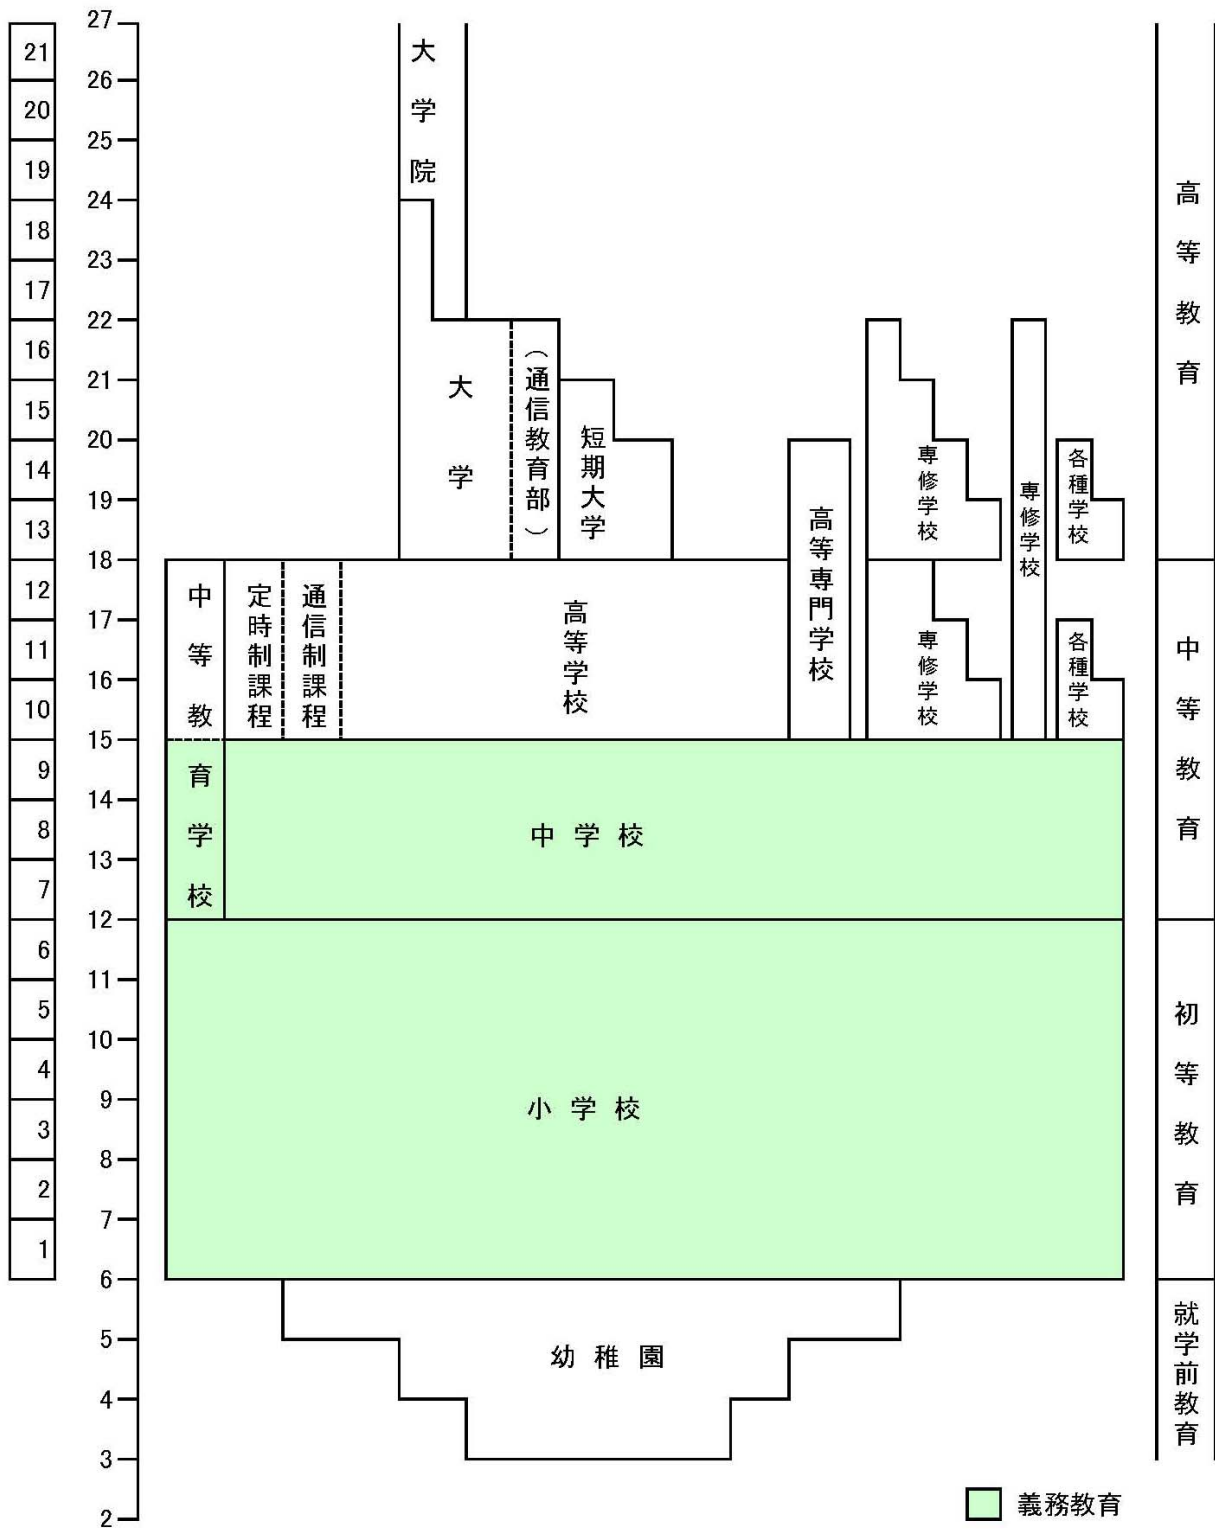 21
20
19
18
17
16
15
14
13
12
11
10
9
8
7
6
5
4
3
2
1
27
26
25
24
23
22
21
20
19
18
17
16
15
14
13
12
11
10
9
8
7
6
5
4
3
2
大学院
大学
（通信教育部）
短期大学
高等専門学校
専修学校
専修学校
各種学校
中等教育学校
定時制課程
通信制課程
高等学校
専修学校
各種学校
中学校
小学校
幼稚園
高等教育
中等教育
初等教育
就学前教育
義務教育